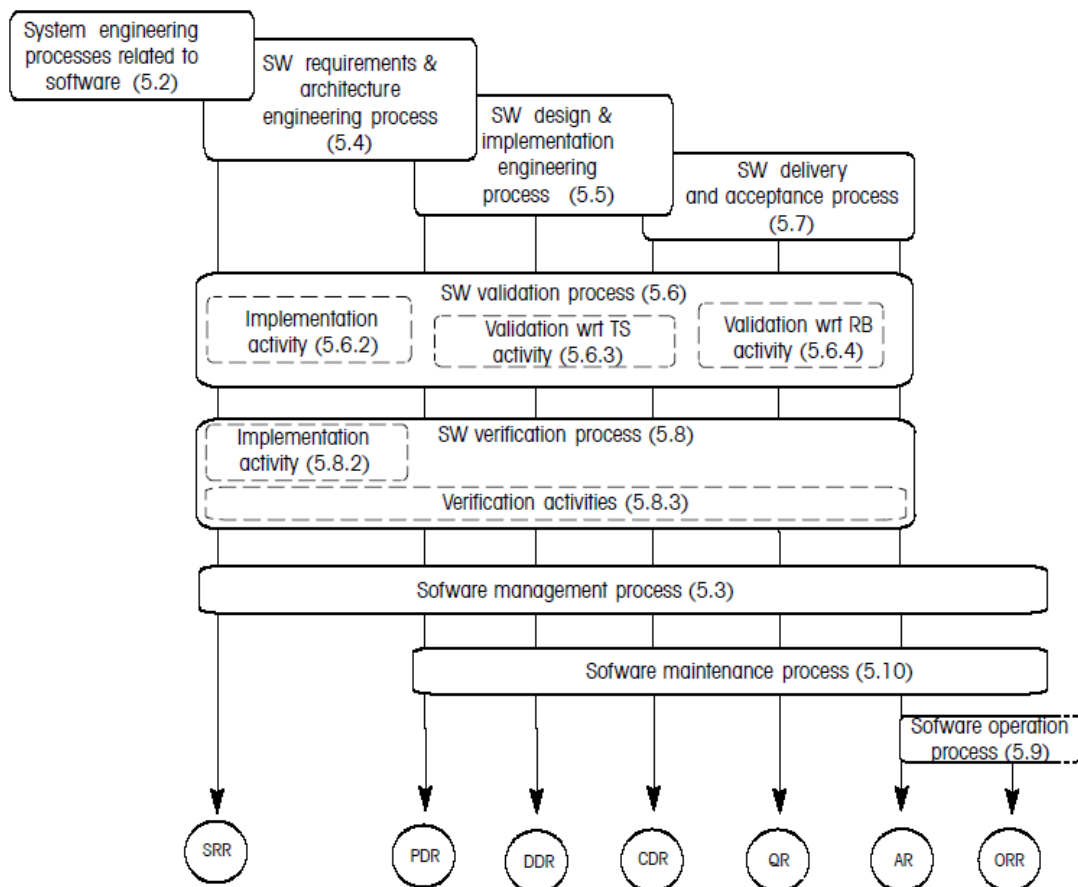 System engineering
processes related to
software (5.2)
SW requirements &
architecture
engineering process
(5.4)
SW design &
implementation
engineering
process (5.5)
SW delivery
and acceptance process
(5.7)
SW validation process (5.6)
Implementation
activity (5.6.2)
Validation wrt TS
activity (5.6.3)
Validation wrt RB
activity (5.6.4)
SW verification process (5.8)
Implementation
activity (5.8.2)
Verification activities (5.8.3)
Sofware management process (5.3)
Sofware maintenance process (5.10)
Sofware operation
process (5.9)
SRR
PDR
DDR
CDR
QR
AR
ORR